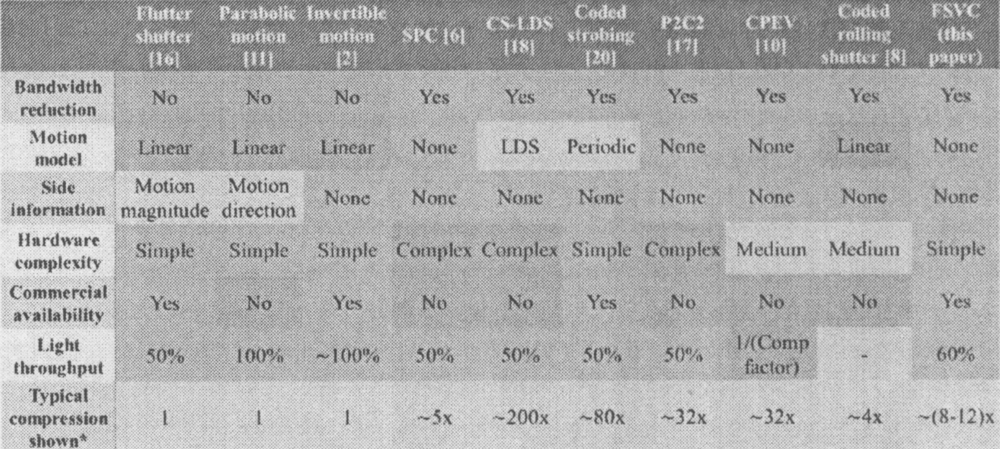 Flutter shutter [16] Parabolic motion [11] Invertible motion [2] SPC [6] CS-LDS [18] Coded strobing [20] P2C2 [17] CPEV [10] Coded rolling shutter [8] FSVC (this paper)
Bandwidth reduction No No No Yes Yes Yes Yes Yes Yes Yes
Motion model Linear Linear Linear None LDS Periodic None None Linear None
Side information Motion magnitude Motion direction None None None None None None None None
Hardware complexity Simple Simple Simple Complex Complex Simple Complex Medium Medium Simple
Commercial availability Yes No Yes No No Yes No No No Yes
Light throughput 50% 100% ~100% 50% 50% 50% 50% 1/(Comp factor) - 60%
Typical compression shown* 1 1 1 ~5x ~200x ~80x ~32x ~32x ~4x ~(8-12)x